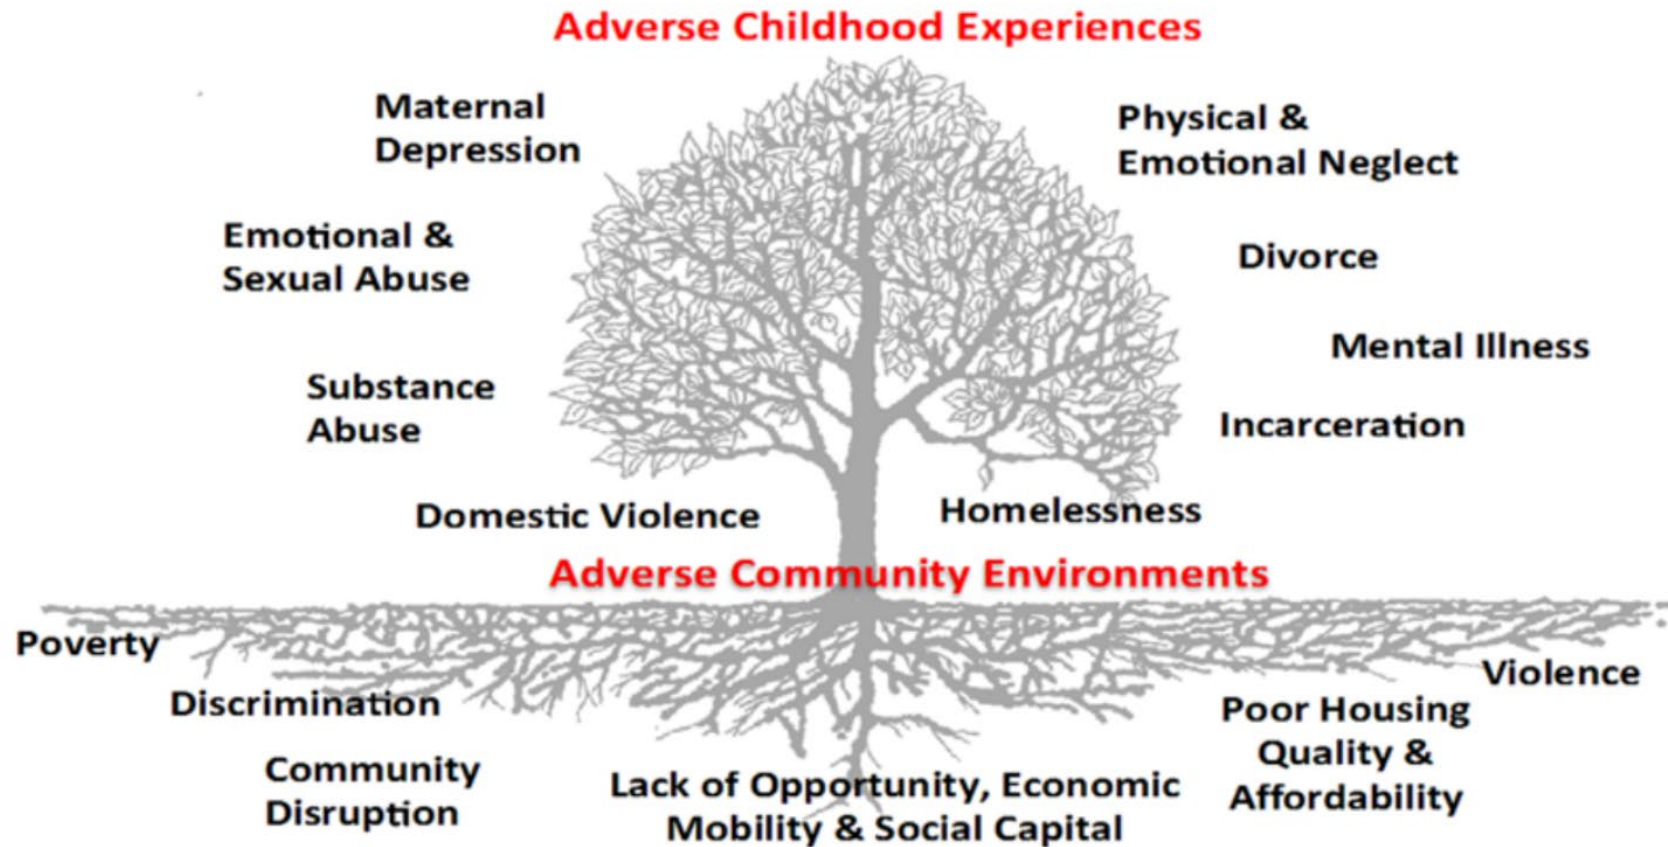 Adverse Childhood Experiences
Maternal
Depression
Physical &
Emotional Neglect
Emotional &
Sexual Abuse
Divorce
Mental Illness
Substance
Abuse
Incarceration
Domestic Violence
Homelessness
Adverse Community Environments
Poverty
Violence
Discrimination
Poor Housing
Quality &
Affordability
Community
Disruption
Lack of Opportunity, Economic
Mobility & Social Capital